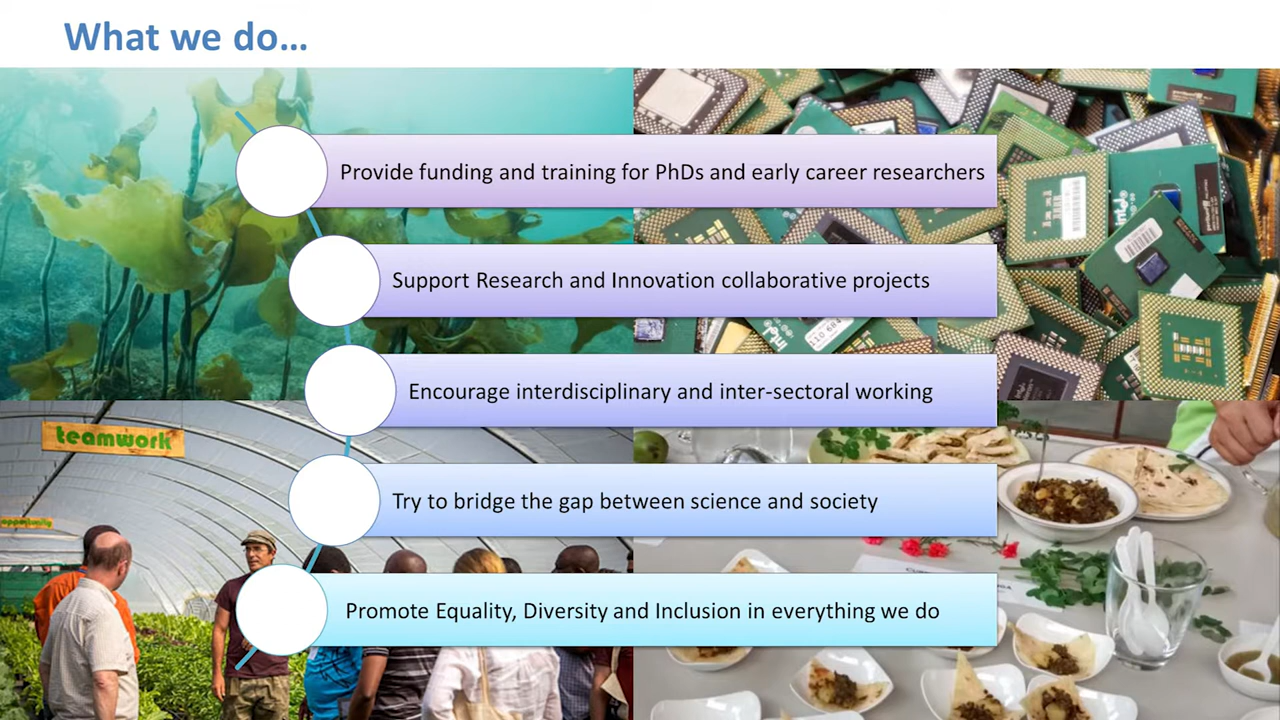 What we do...
Provide funding and training for PhDs and early career researchers
Support Research and Innovation collaborative projects
Encourage interdisciplinary and inter-sectoral working
teamwork
Try to bridge the gap between science and society
opportunity
Promote Equality, Diversity and Inclusion in everything we do